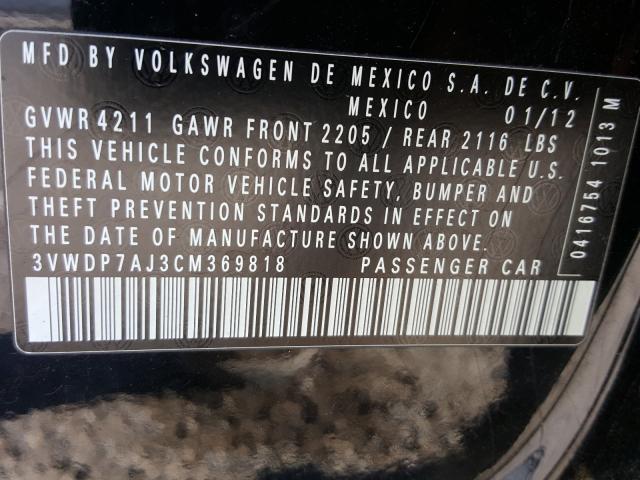 MFD BY VOLKSWAGEN DE MEXICO S.A. DE C.V.
MEXICO 01/12
GVWR 4211 GAWR FRONT 2205 / REAR 2116 LBS
THIS VEHICLE CONFORMS TO ALL APPLICABLE U.S.
FEDERAL MOTOR VEHICLE SAFETY, BUMPER AND
THEFT PREVENTION STANDARDS IN EFFECT ON
THE DATE OF MANUFACTURE SHOWN ABOVE.
3VWDP7AJ3CM369818 PASSENGER CAR
0416754 1013 M